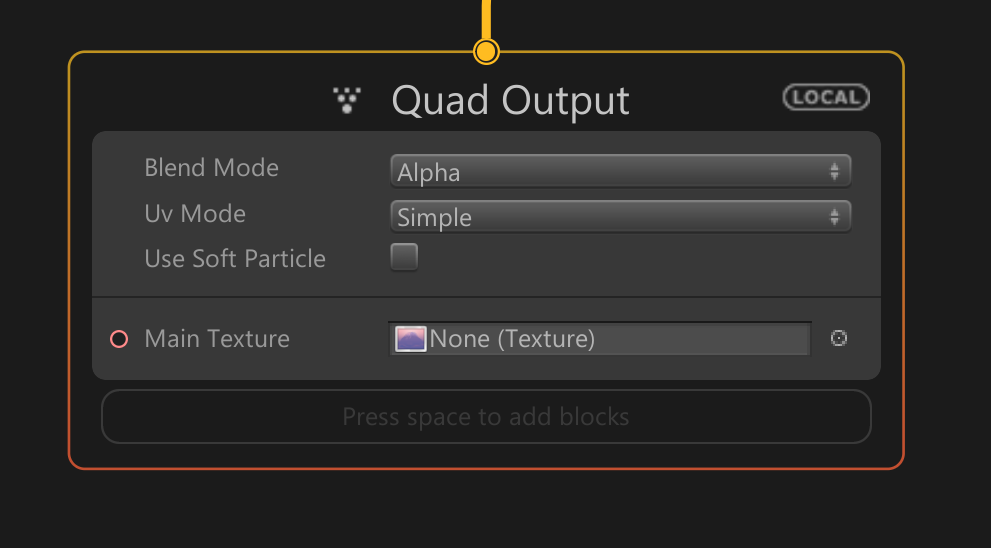 Quad Output
LOCAL
Blend Mode
Alpha
Uv Mode
Simple
Use Soft Particle
Main Texture
None (Texture)
Press space to add blocks